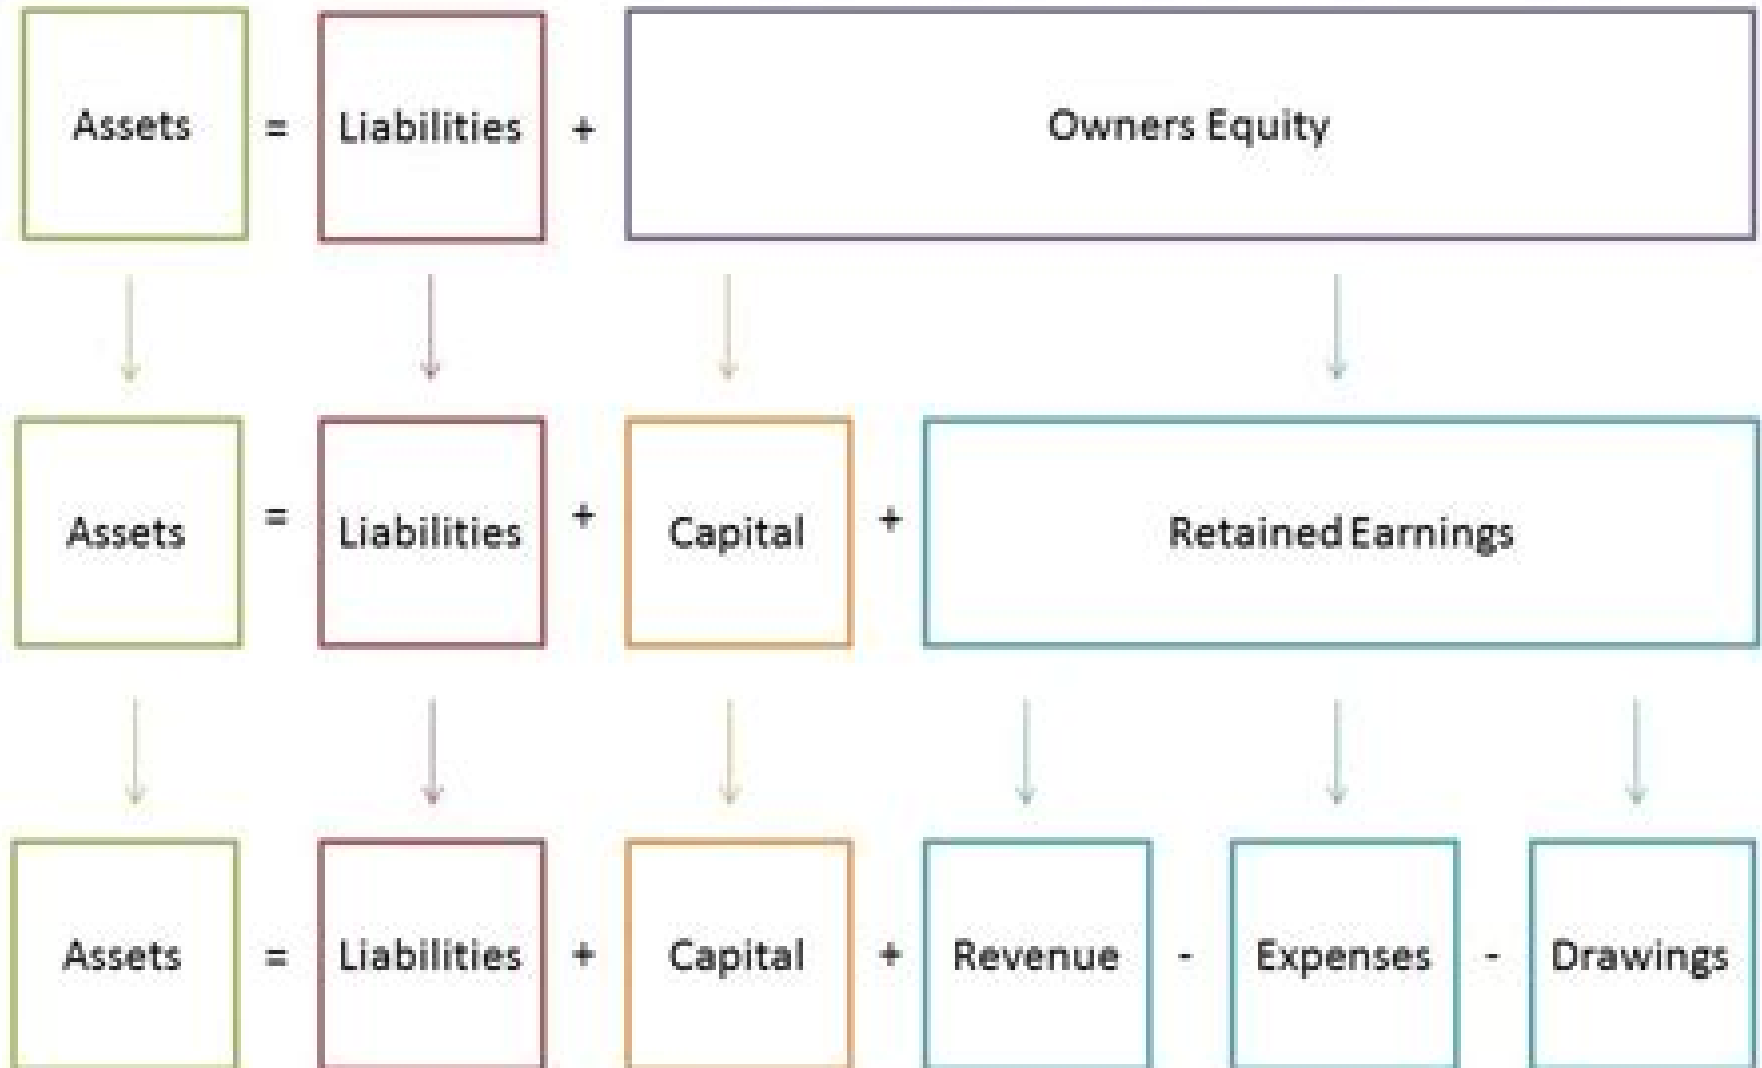 Assets = Liabilities + Owners Equity
Assets = Liabilities + Capital + Retained Earnings
Assets = Liabilities + Capital + Revenue - Expenses - Drawings